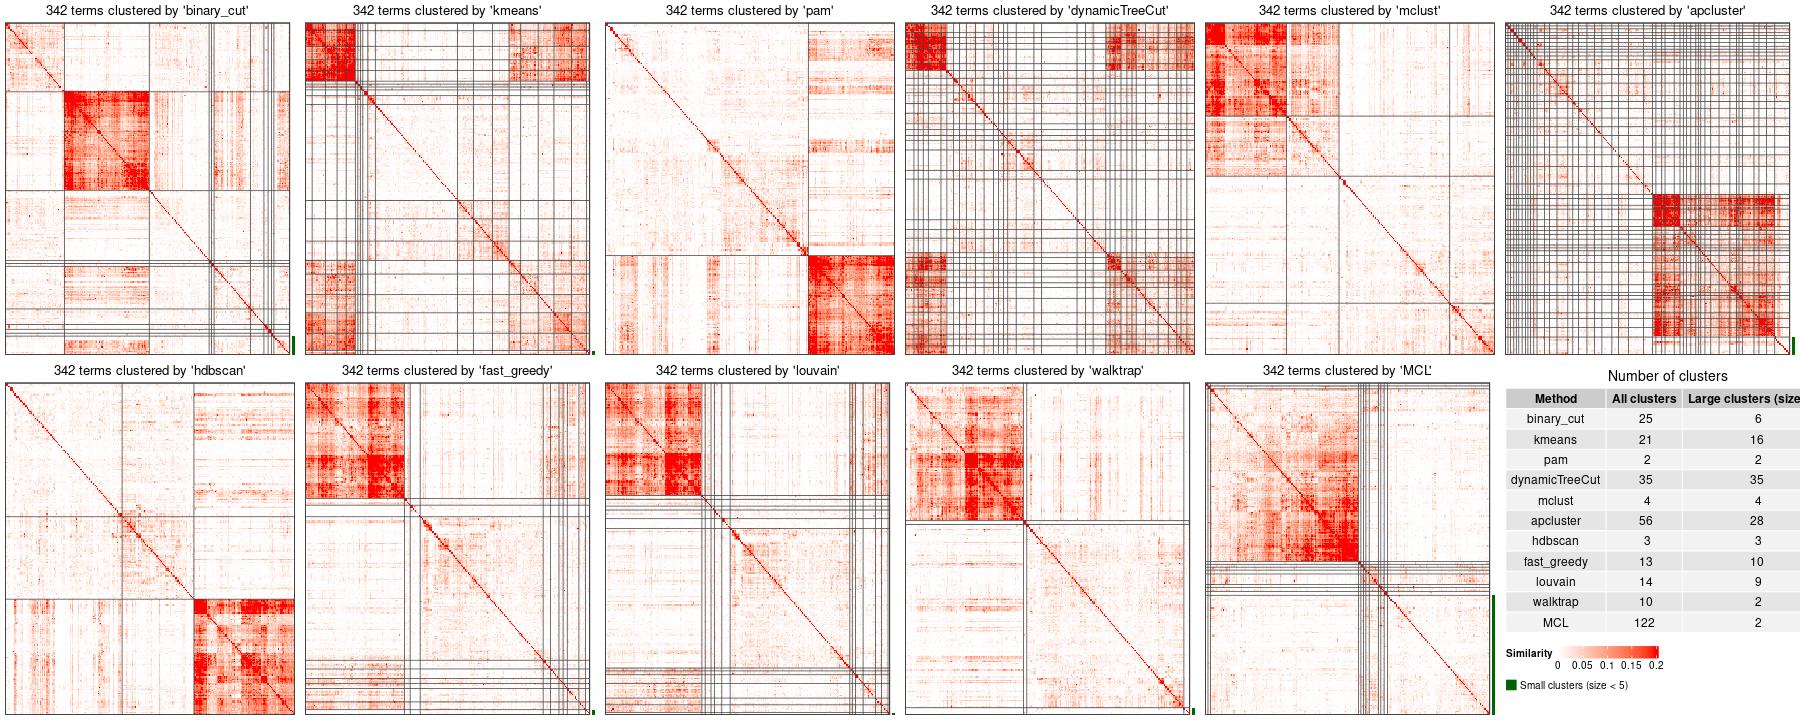 342 terms clustered by 'binary_cut'
342 terms clustered by 'kmeans'
342 terms clustered by 'pam'
342 terms clustered by 'dynamicTreeCut'
342 terms clustered by 'mclust'
342 terms clustered by 'apcluster'
342 terms clustered by 'hdbscan'
342 terms clustered by 'fast_greedy'
342 terms clustered by 'louvain'
342 terms clustered by 'walktrap'
342 terms clustered by 'MCL'
Number of clusters
Method All clusters Large clusters (size
binary_cut 25 6
kmeans 21 16
pam 2 2
dynamicTreeCut 35 35
mclust 4 4
apcluster 56 28
hdbscan 3 3
fast_greedy 13 10
louvain 14 9
walktrap 10 2
MCL 122 2
Similarity
0 0.05 0.1 0.15 0.2
Small clusters (size < 5)